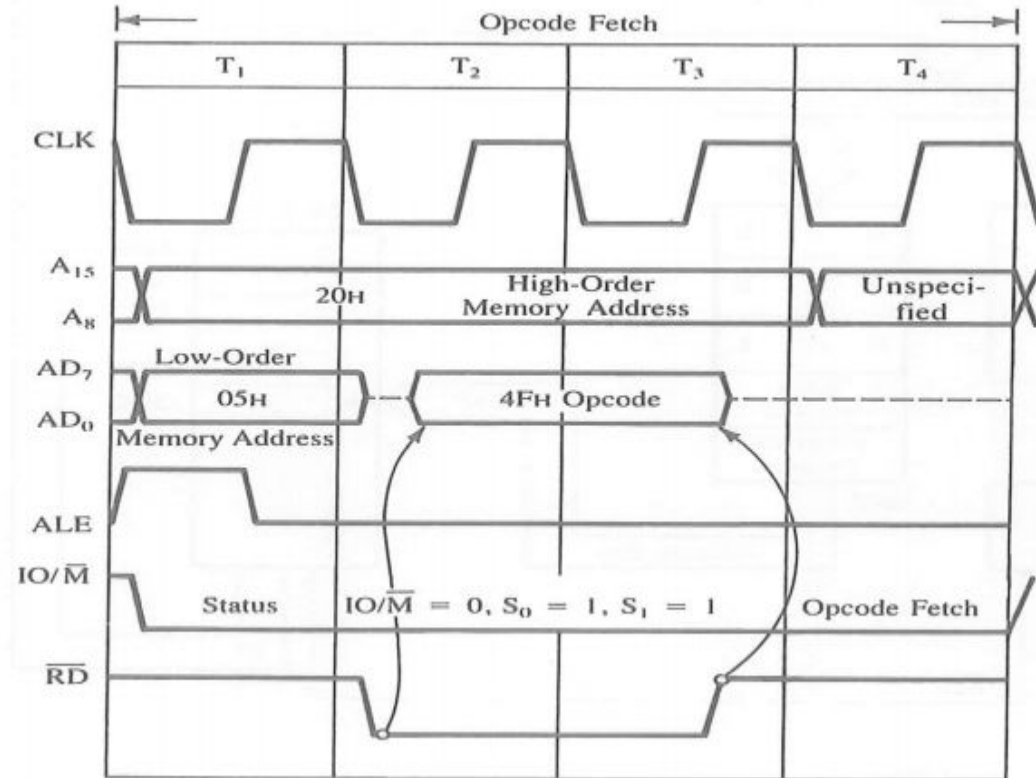 Opcode Fetch
T₁ T₂ T₃ T₄
CLK
A₁₅
20H High-Order Unspeci-
Memory Address fied
A₈
AD₇ Low-Order
05H 4FH Opcode
AD₀
Memory Address
ALE
IO/M̅
Status IO/M̅ = 0, S₀ = 1, S₁ = 1 Opcode Fetch
R̅D̅